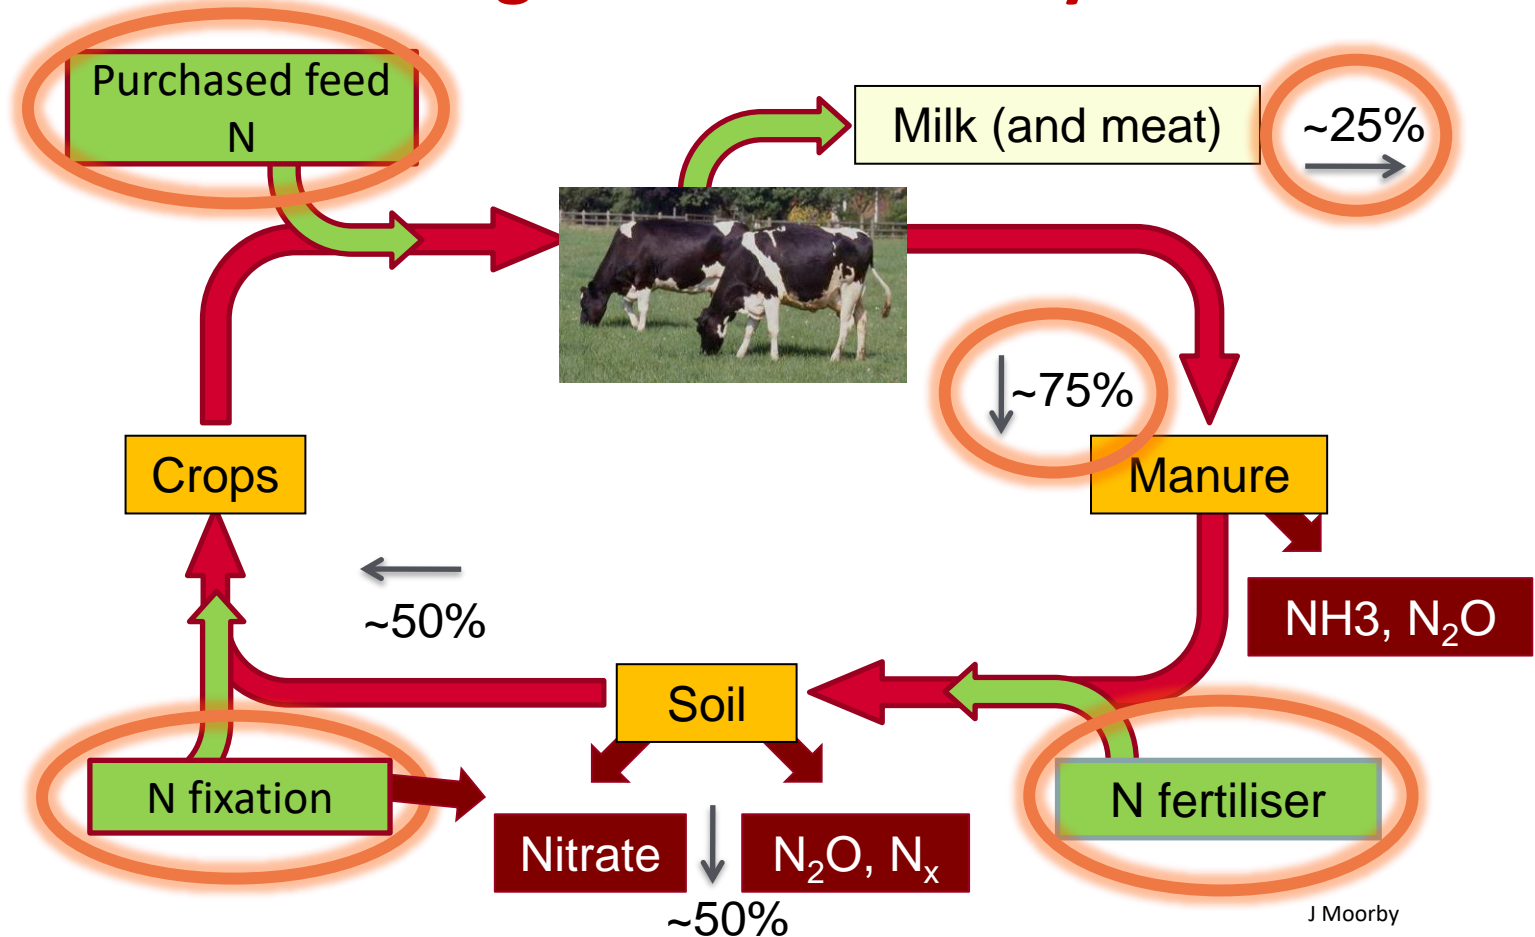 Purchased feed
N
Milk (and meat)
~25%
~75%
Crops
Manure
~50%
NH3, N₂O
Soil
N fixation
N fertiliser
Nitrate
N₂O, Nₓ
~50%
J Moorby